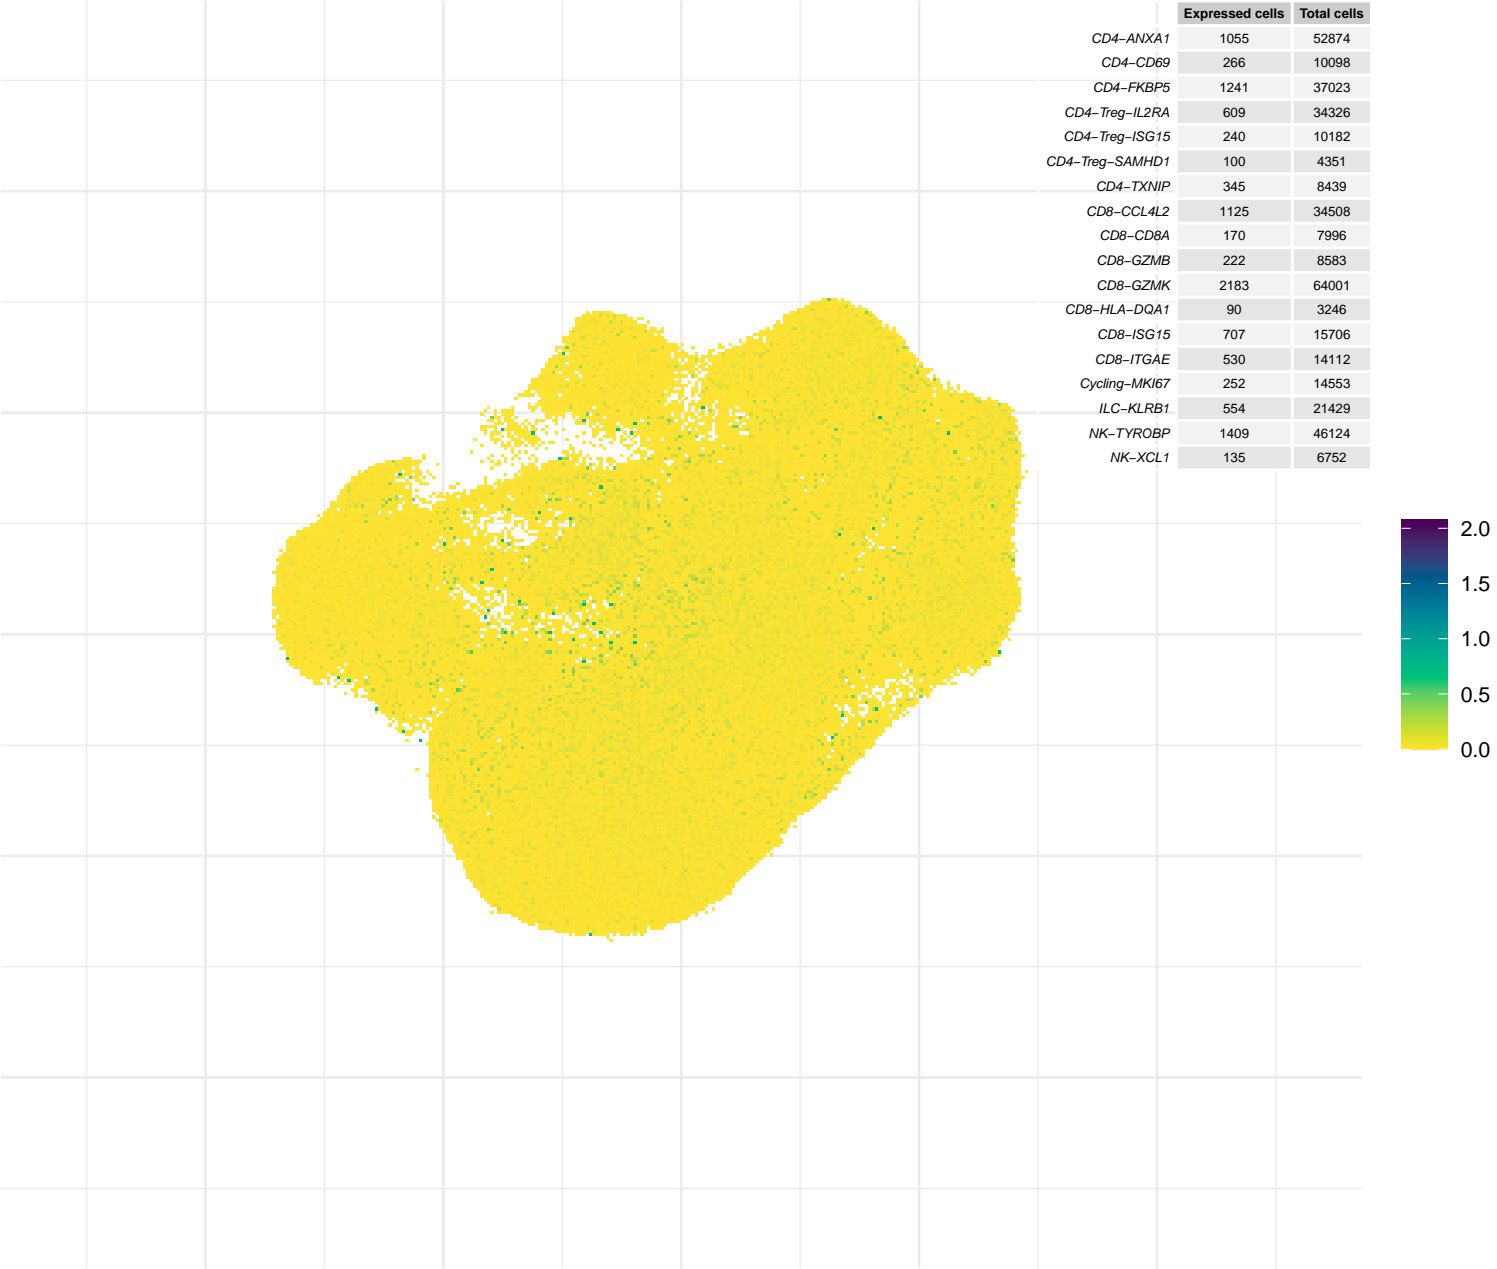 Expressed cells Total cells
CD4−ANXA1 1055 52874
CD4−CD69 266 10098
CD4−FKBP5 1241 37023
CD4−Treg−IL2RA 609 34326
CD4−Treg−ISG15 240 10182
CD4−Treg−SAMHD1 100 4351
CD4−TXNIP 345 8439
CD8−CCL4L2 1125 34508
CD8−CD8A 170 7996
CD8−GZMB 222 8583
CD8−GZMK 2183 64001
CD8−HLA−DQA1 90 3246
CD8−ISG15 707 15706
CD8−ITGAE 530 14112
Cycling−MKI67 252 14553
ILC−KLRB1 554 21429
NK−TYROBP 1409 46124
NK−XCL1 135 6752
2.0
1.5
1.0
0.5
0.0